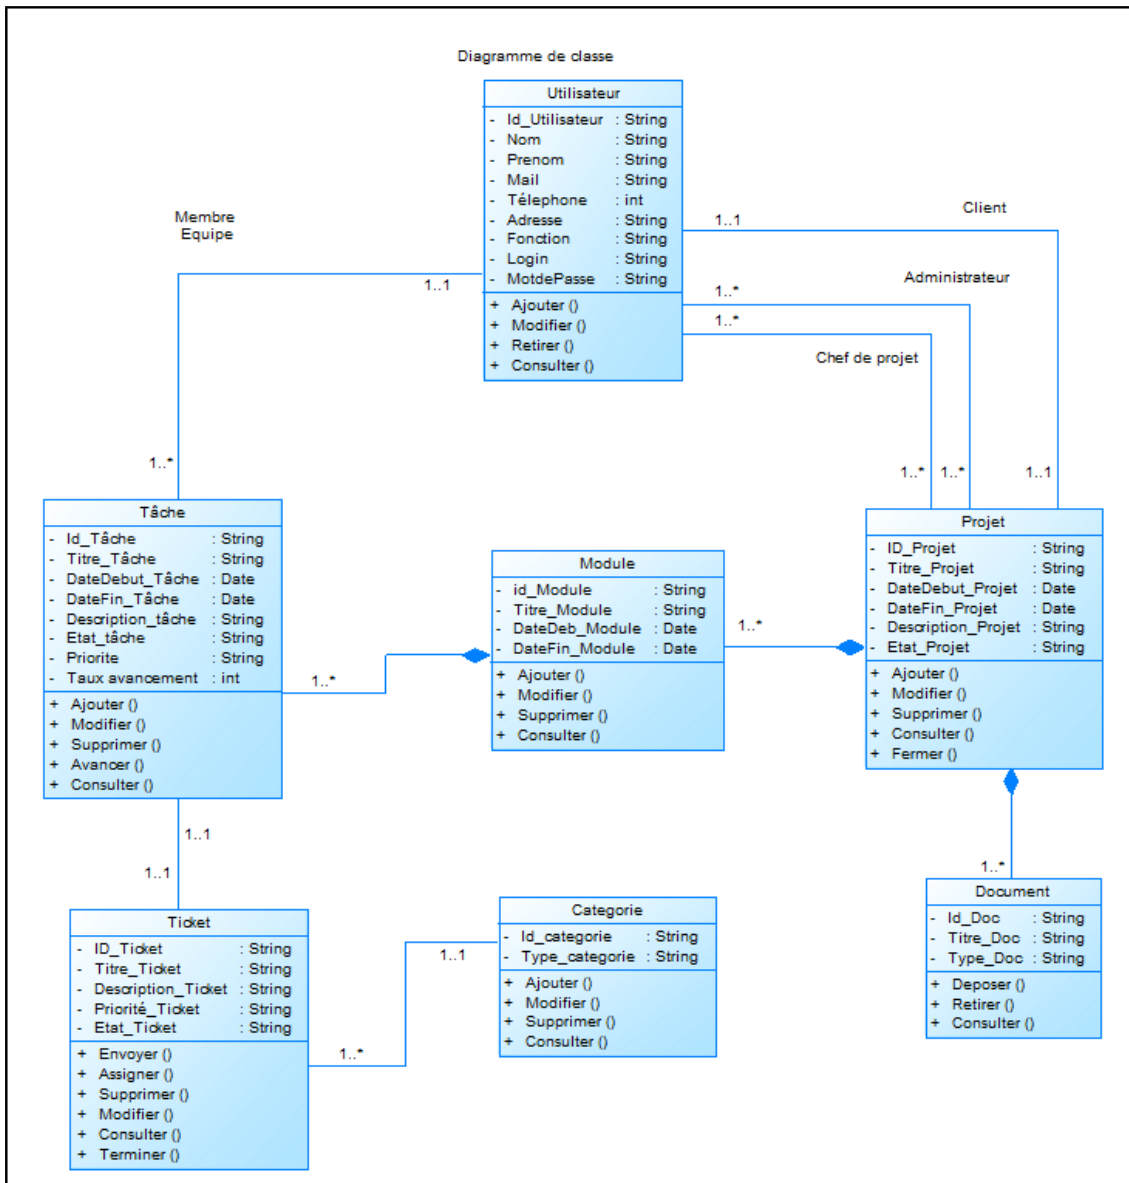 Diagramme de classe
Utilisateur
- Id_Utilisateur : String
- Nom : String
- Prenom : String
- Mail : String
- Télephone : int
- Adresse : String
- Fonction : String
- Login : String
- MotdePasse : String
+ Ajouter ()
+ Modifier ()
+ Retirer ()
+ Consulter ()
Membre
Equipe
1..1
1..*
1..1
Client
1..*
Administrateur
1..*
Chef de projet
1..*
1..*
1..1
Tâche
- Id_Tâche : String
- Titre_Tâche : String
- DateDebut_Tâche : Date
- DateFin_Tâche : Date
- Description_tâche : String
- Etat_tâche : String
- Priorite : String
- Taux avancement : int
+ Ajouter ()
+ Modifier ()
+ Supprimer ()
+ Avancer ()
+ Consulter ()
1..*
Module
- id_Module : String
- Titre_Module : String
- DateDeb_Module : Date
- DateFin_Module : Date
+ Ajouter ()
+ Modifier ()
+ Supprimer ()
+ Consulter ()
1..*
Projet
- ID_Projet : String
- Titre_Projet : String
- DateDebut_Projet : Date
- DateFin_Projet : Date
- Description_Projet : String
- Etat_Projet : String
+ Ajouter ()
+ Modifier ()
+ Supprimer ()
+ Consulter ()
+ Fermer ()
1..1
1..1
1..*
Ticket
- ID_Ticket : String
- Titre_Ticket : String
- Description_Ticket : String
- Priorité_Ticket : String
- Etat_Ticket : String
+ Envoyer ()
+ Assigner ()
+ Supprimer ()
+ Modifier ()
+ Consulter ()
+ Terminer ()
1..*
1..1
Categorie
- Id_categorie : String
- Type_categorie : String
+ Ajouter ()
+ Modifier ()
+ Supprimer ()
+ Consulter ()
Document
- Id_Doc : String
- Titre_Doc : String
- Type_Doc : String
+ Deposer ()
+ Retirer ()
+ Consulter ()